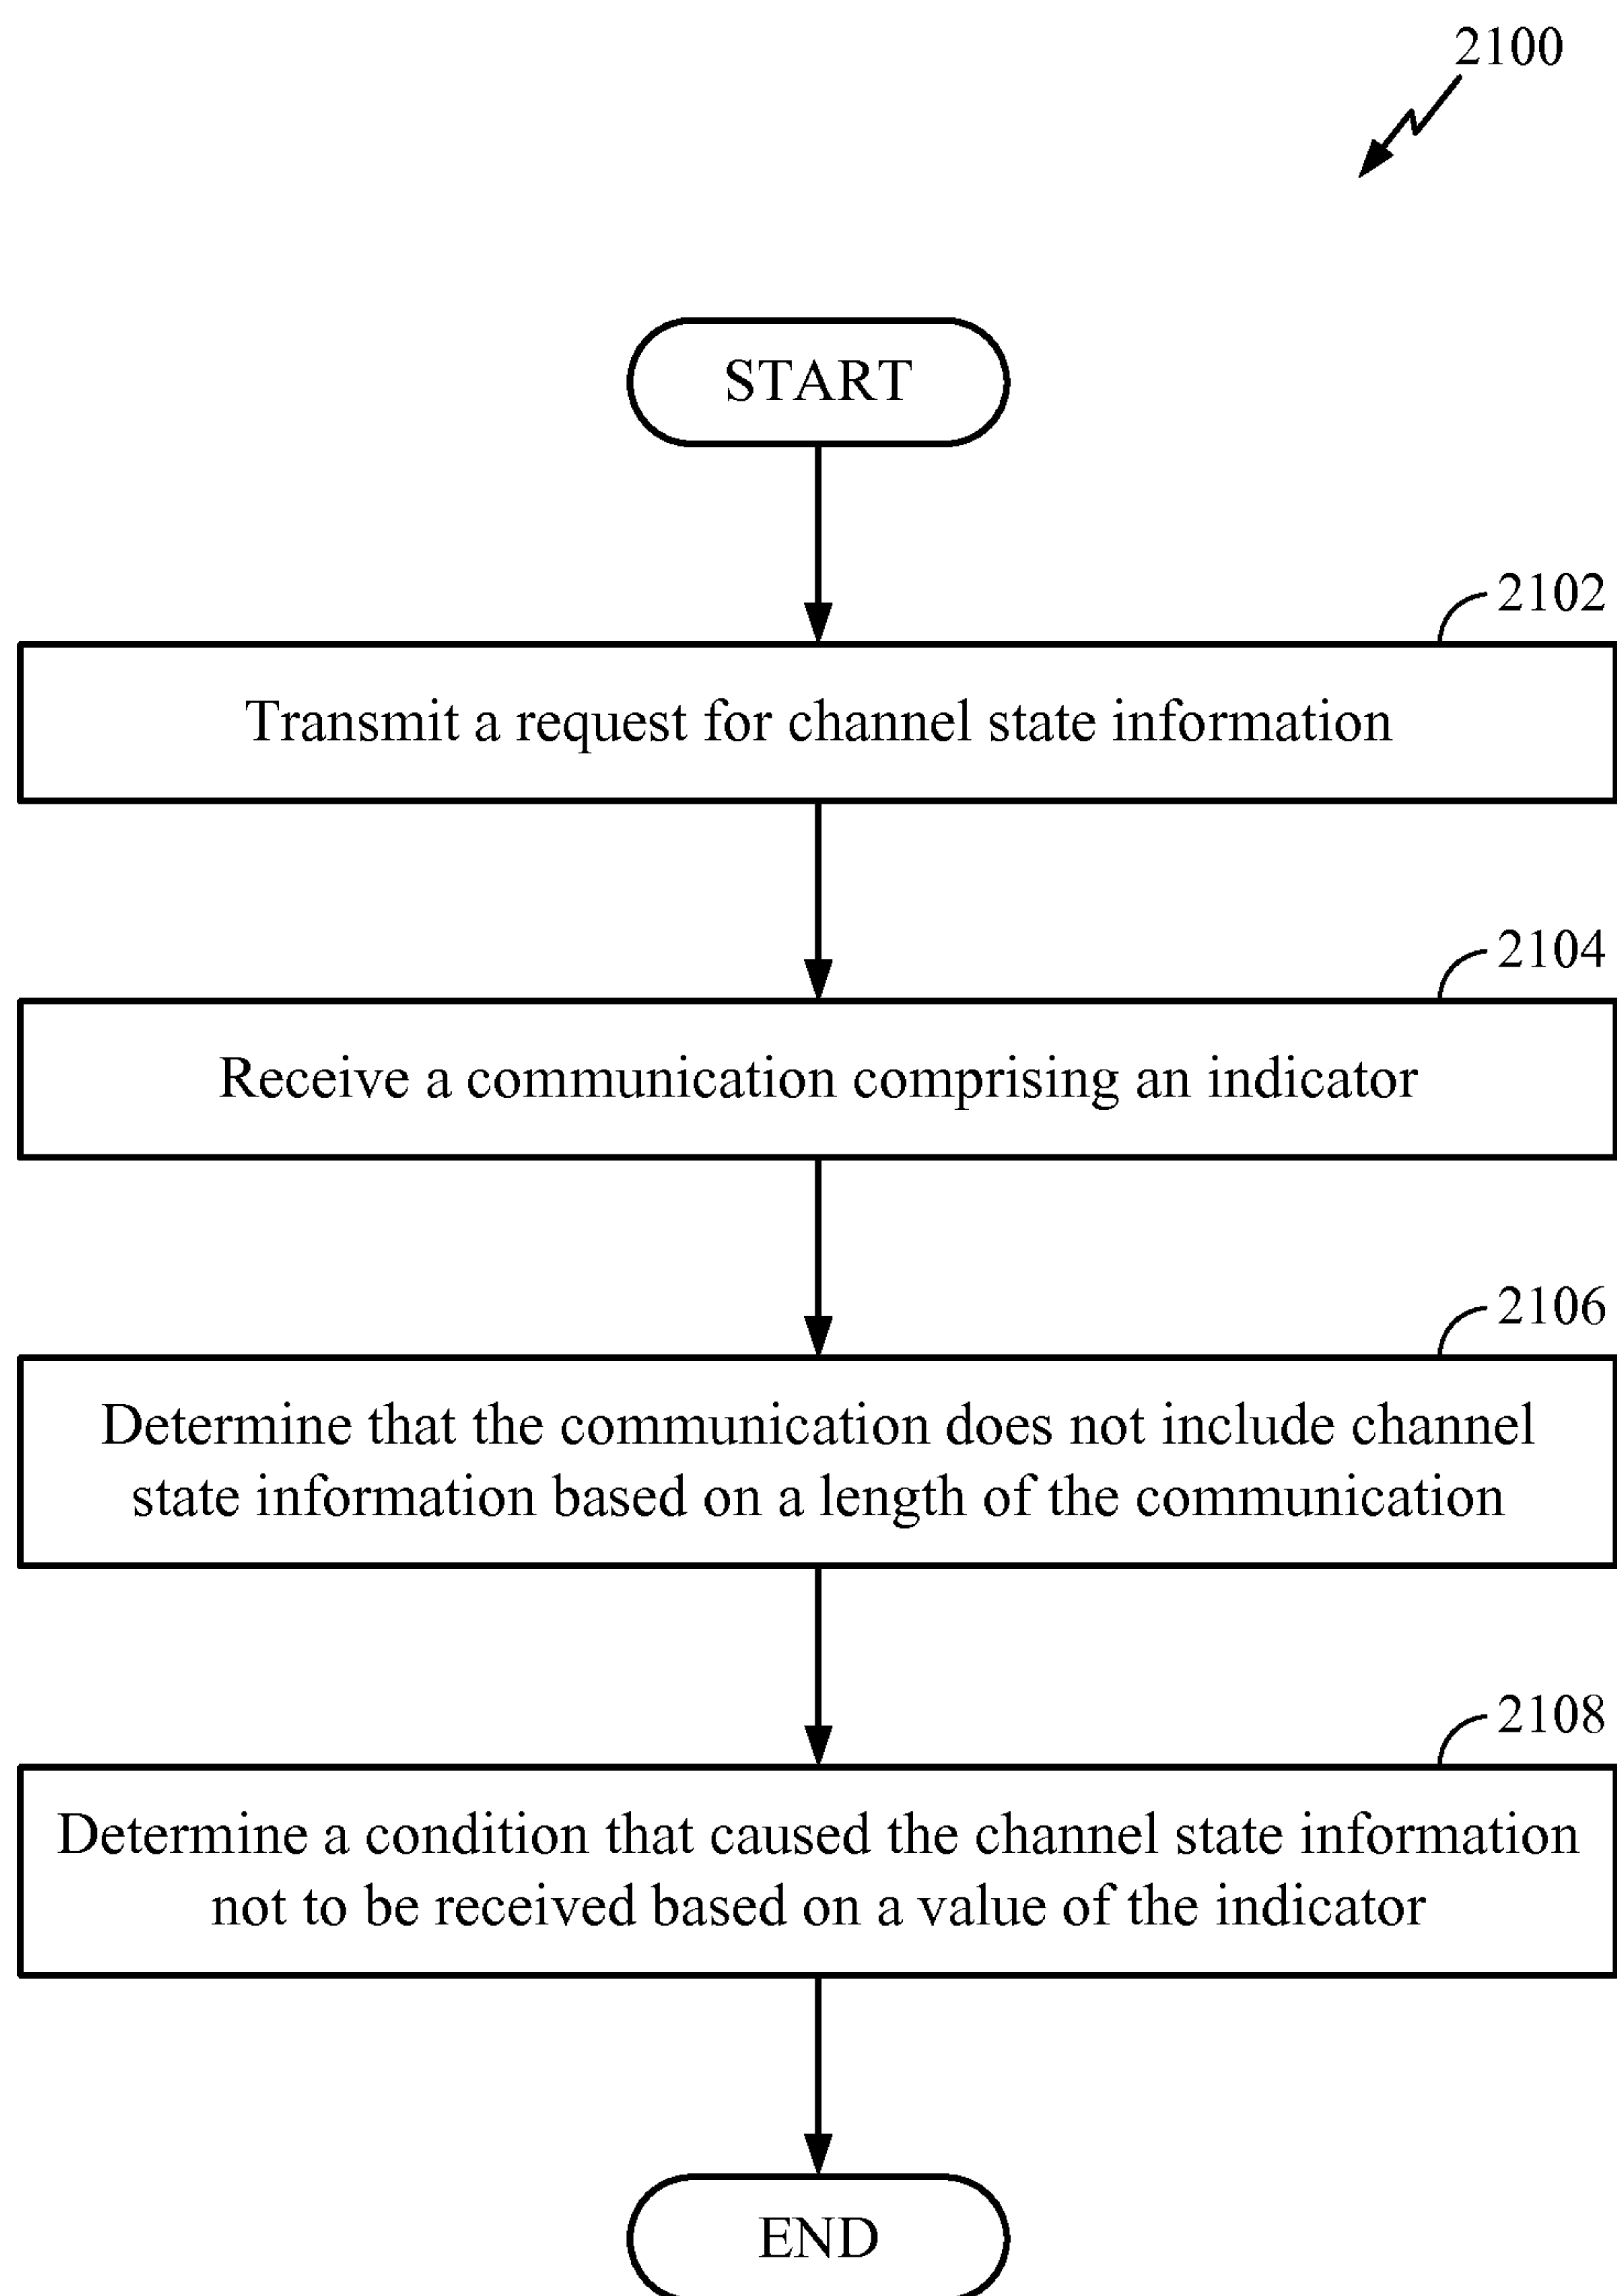 2100
START
2102
Transmit a request for channel state information
2104
Receive a communication comprising an indicator
2106
Determine that the communication does not include channel
state information based on a length of the communication
2108
Determine a condition that caused the channel state information
not to be received based on a value of the indicator
END